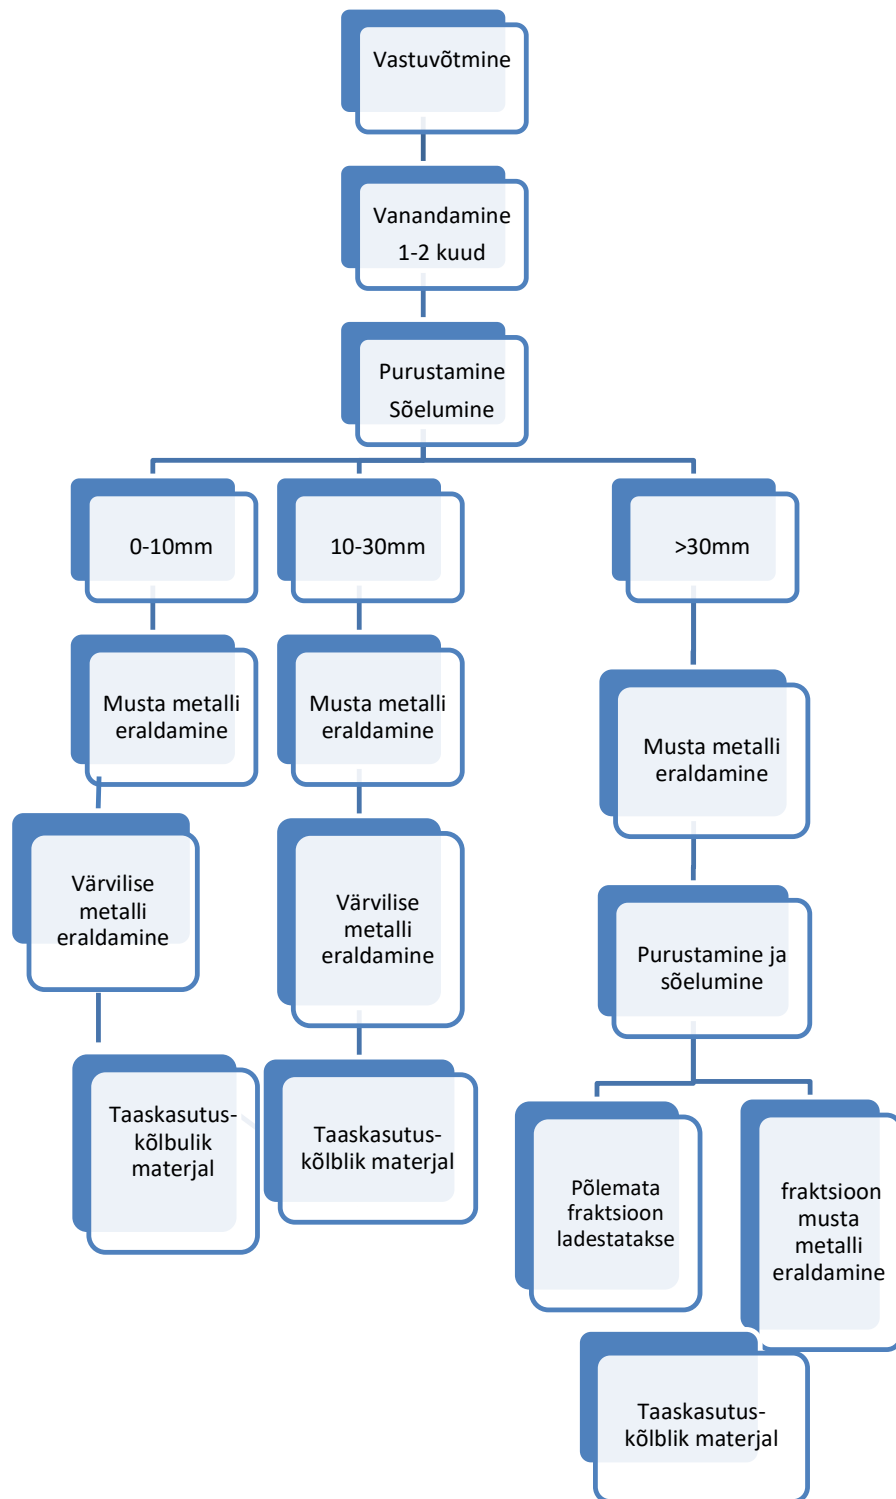 Vastuvõtmine
Vanandamine
1-2 kuud
Purustamine
Sõelumine
0-10mm
10-30mm
>30mm
Musta metalli
eraldamine
Musta metalli
eraldamine
Musta metalli
eraldamine
Värvilise
metalli
eraldamine
Värvilise
metalli
eraldamine
Purustamine ja
sõelumine
Taaskasutus-
kõlbulik
materjal
Taaskasutus-
kõlblik materjal
Põlemata
fraktsioon
ladestatakse
fraktsioon
musta
metalli
eraldamine
Taaskasutus-
kõlblik materjal